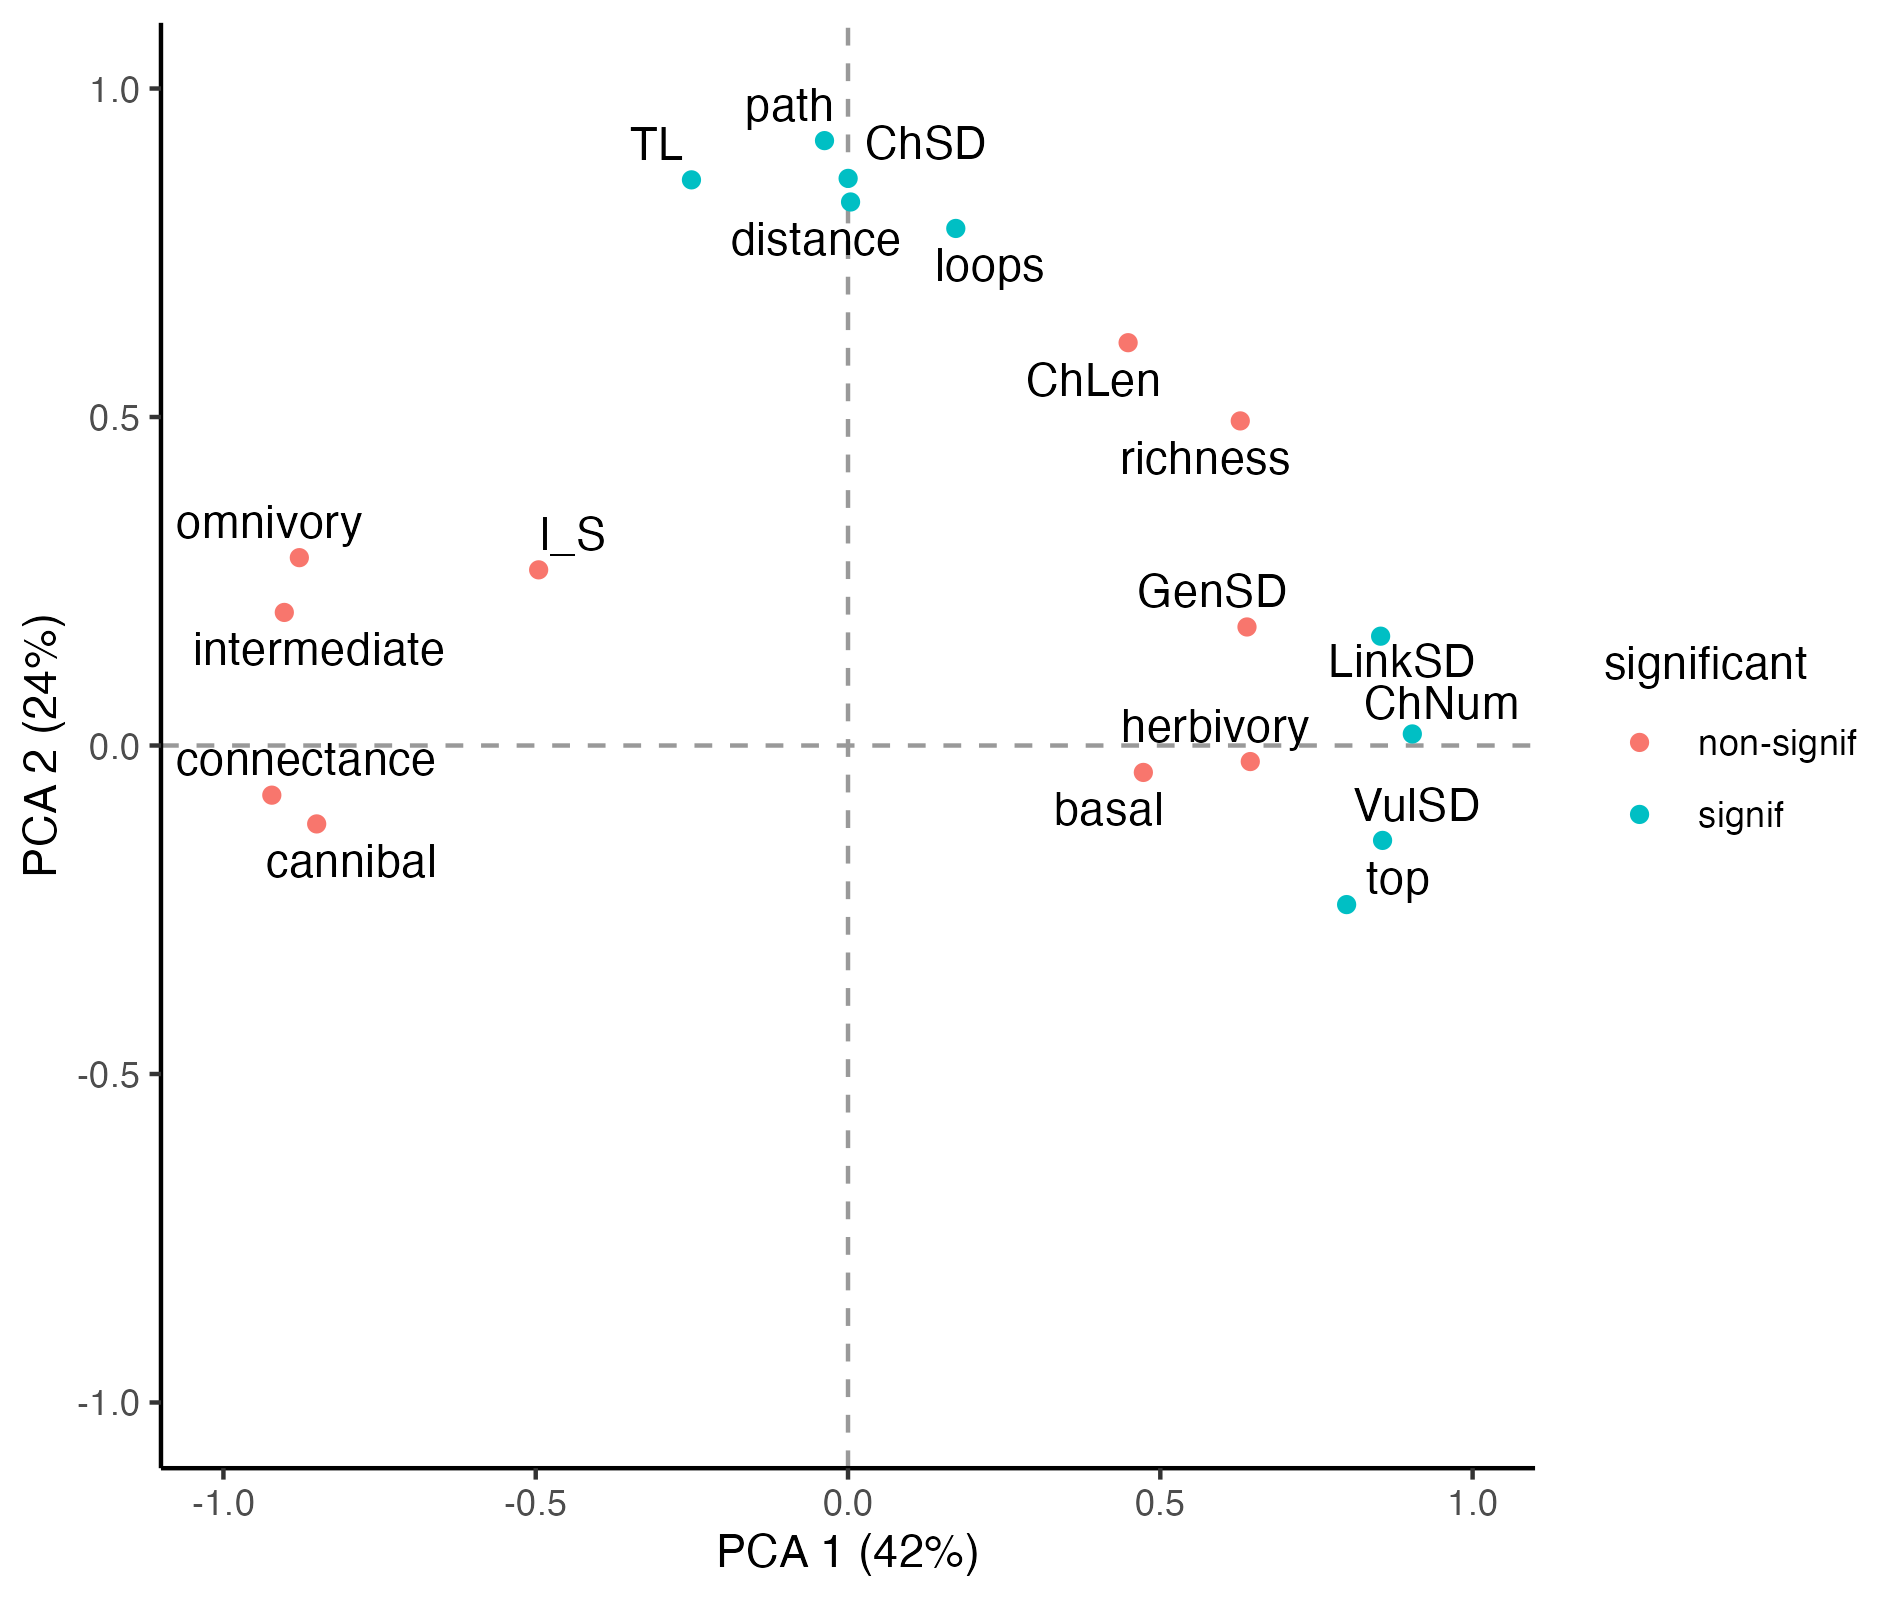 1.0
path
ChSD
TL
distance
loops
ChLen
0.5
richness
omnivory
I_S
GenSD
intermediate
LinkSD
significant
ChNum
herbivory
non-signif
0.0
connectance
basal
VulSD
signif
cannibal
top
PCA 2 (24%)
-0.5
-1.0
-1.0
-0.5
0.0
0.5
1.0
PCA 1 (42%)